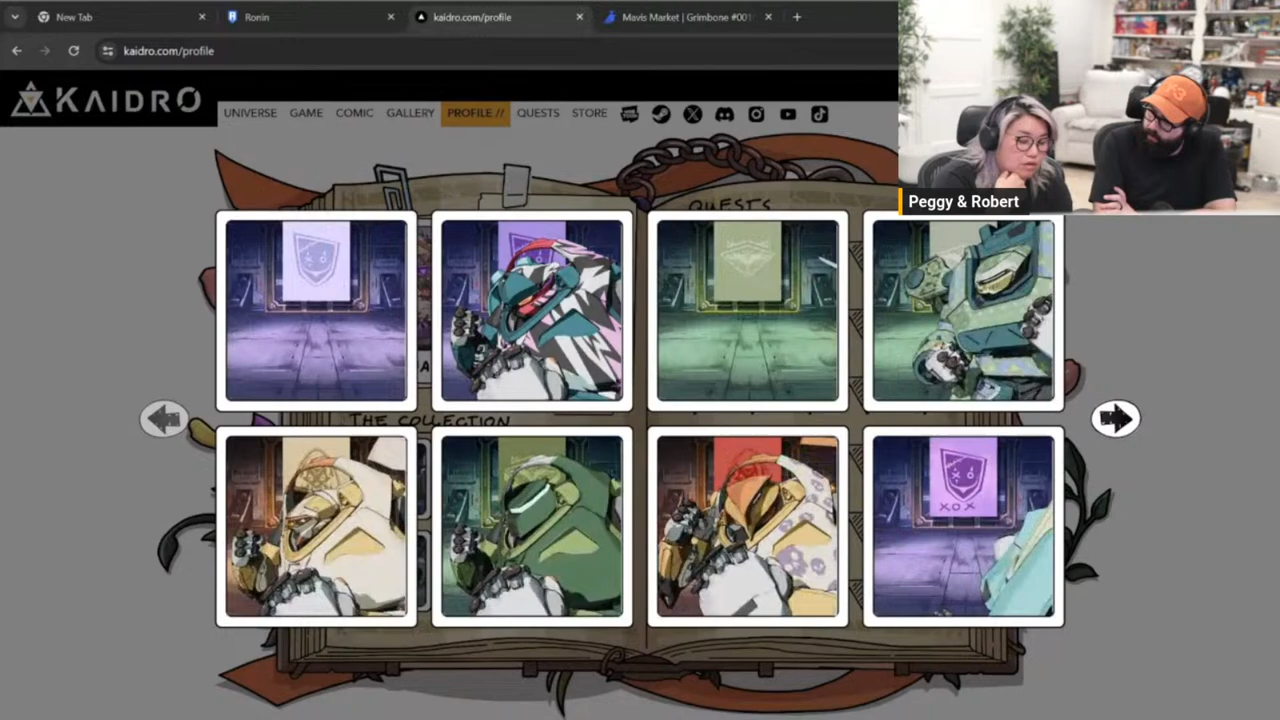 New Tab
Ronin
kaidro.com/profile
Mavis Market | Grimbone #001
kaidro.com/profile
KAIDRO
UNIVERSE GAME COMIC GALLERY PROFILE // QUESTS STORE
Peggy & Robert
QUESTS
THE COLLECTION
XOX